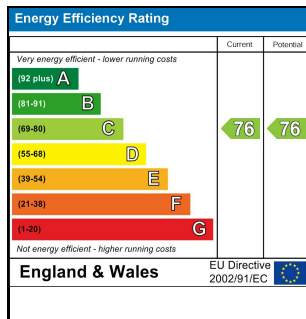 Energy Efficiency Rating
Current Potential
Very energy efficient - lower running costs
(92 plus) A
(81-91) B
(69-80) C 76 76
(55-68) D
(39-54) E
(21-38) F
(1-20) G
Not energy efficient - higher running costs
England & Wales
EU Directive
2002/91/EC